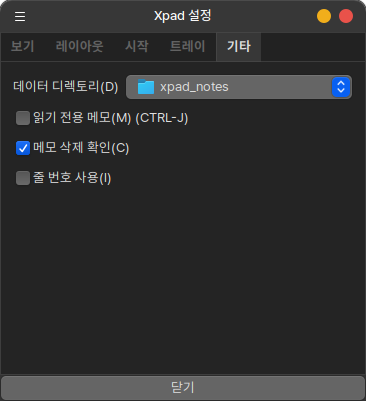 Xpad 설정
보기 레이아웃 시작 트레이 기타
데이터 디렉토리(D) xpad_notes
읽기 전용 메모(M) (CTRL-J)
메모 삭제 확인(C)
줄 번호 사용(I)
닫기